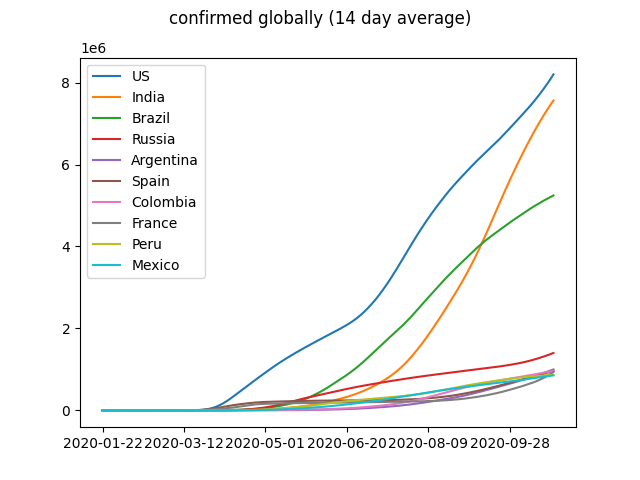 confirmed globally (14 day average)
1e6
US
India
Brazil
Russia
Argentina
Spain
Colombia
France
Peru
Mexico
8
6
4
2
0
2020-01-22 2020-03-12 2020-05-01 2020-06-20 2020-08-09 2020-09-28